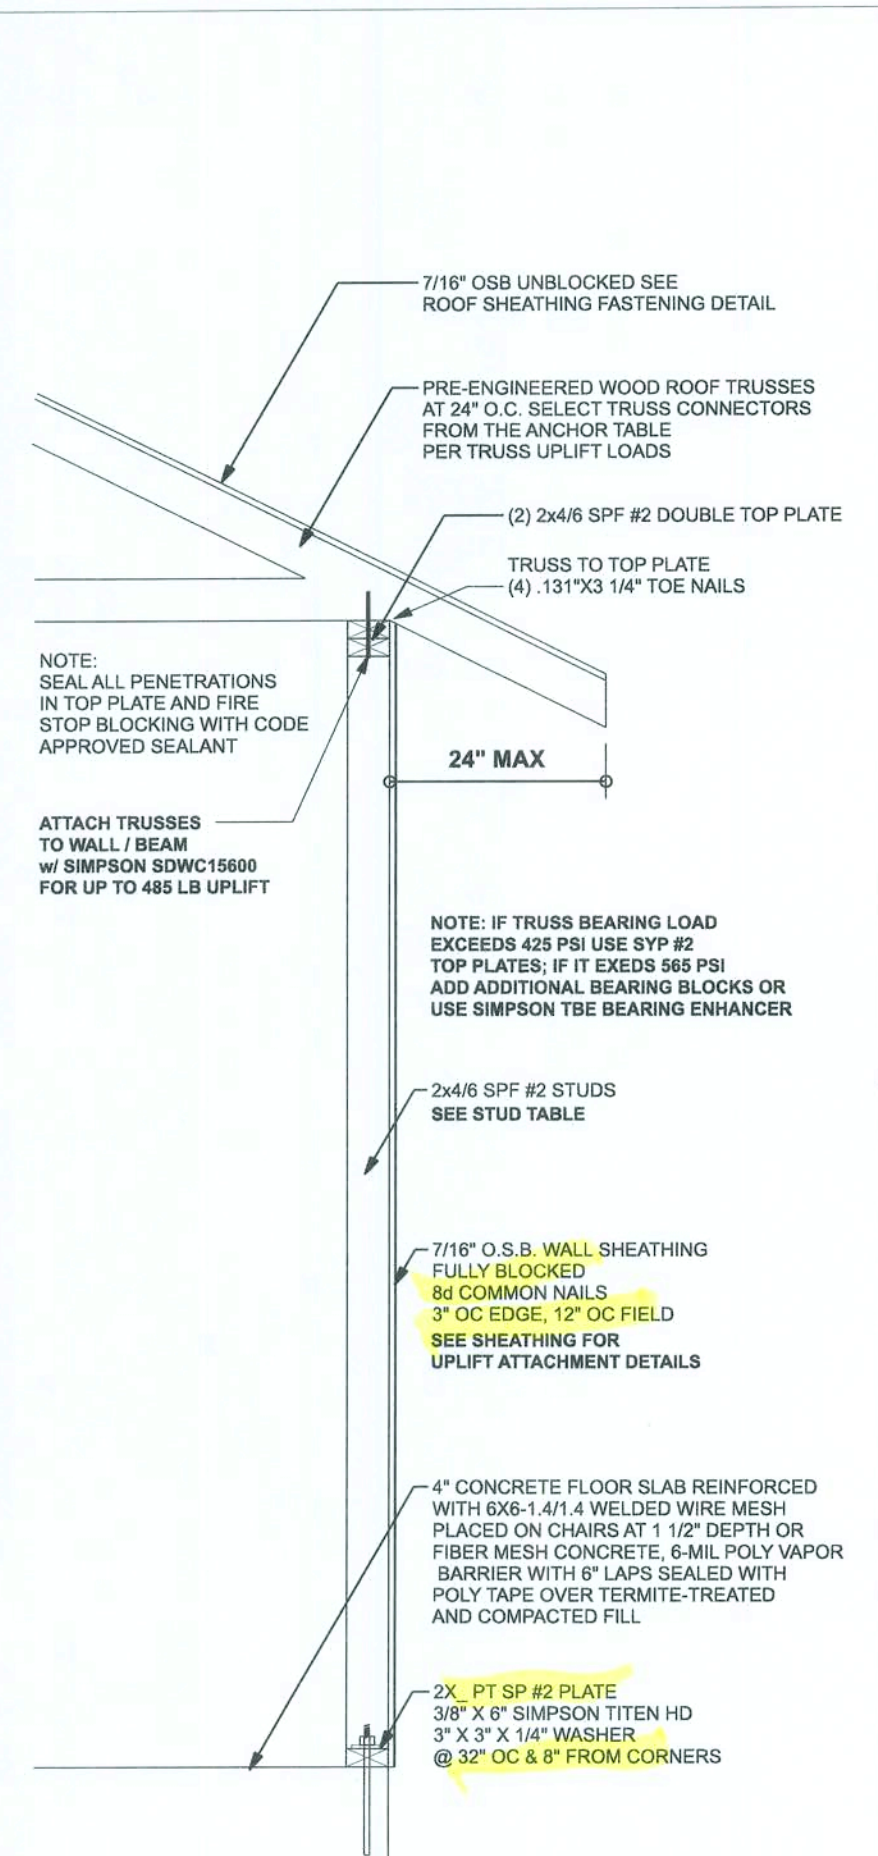 7/16" OSB UNBLOCKED SEE
ROOF SHEATHING FASTENING DETAIL
PRE-ENGINEERED WOOD ROOF TRUSSES
AT 24" O.C. SELECT TRUSS CONNECTORS
FROM THE ANCHOR TABLE
PER TRUSS UPLIFT LOADS
(2) 2x4/6 SPF #2 DOUBLE TOP PLATE
TRUSS TO TOP PLATE
(4) .131"X3 1/4" TOE NAILS
NOTE:
SEAL ALL PENETRATIONS
IN TOP PLATE AND FIRE
STOP BLOCKING WITH CODE
APPROVED SEALANT
24" MAX
ATTACH TRUSSES
TO WALL / BEAM
w/ SIMPSON SDWC15600
FOR UP TO 485 LB UPLIFT
NOTE: IF TRUSS BEARING LOAD
EXCEEDS 425 PSI USE SYP #2
TOP PLATES; IF IT EXEDS 565 PSI
ADD ADDITIONAL BEARING BLOCKS OR
USE SIMPSON TBE BEARING ENHANCER
2x4/6 SPF #2 STUDS
SEE STUD TABLE
7/16" O.S.B. WALL SHEATHING
FULLY BLOCKED
8d COMMON NAILS
3" OC EDGE, 12" OC FIELD
SEE SHEATHING FOR
UPLIFT ATTACHMENT DETAILS
4" CONCRETE FLOOR SLAB REINFORCED
WITH 6X6-1.4/1.4 WELDED WIRE MESH
PLACED ON CHAIRS AT 1 1/2" DEPTH OR
FIBER MESH CONCRETE, 6-MIL POLY VAPOR
BARRIER WITH 6" LAPS SEALED WITH
POLY TAPE OVER TERMITE-TREATED
AND COMPACTED FILL
2X_ PT SP #2 PLATE
3/8" X 6" SIMPSON TITEN HD
3" X 3" X 1/4" WASHER
@ 32" OC & 8" FROM CORNERS